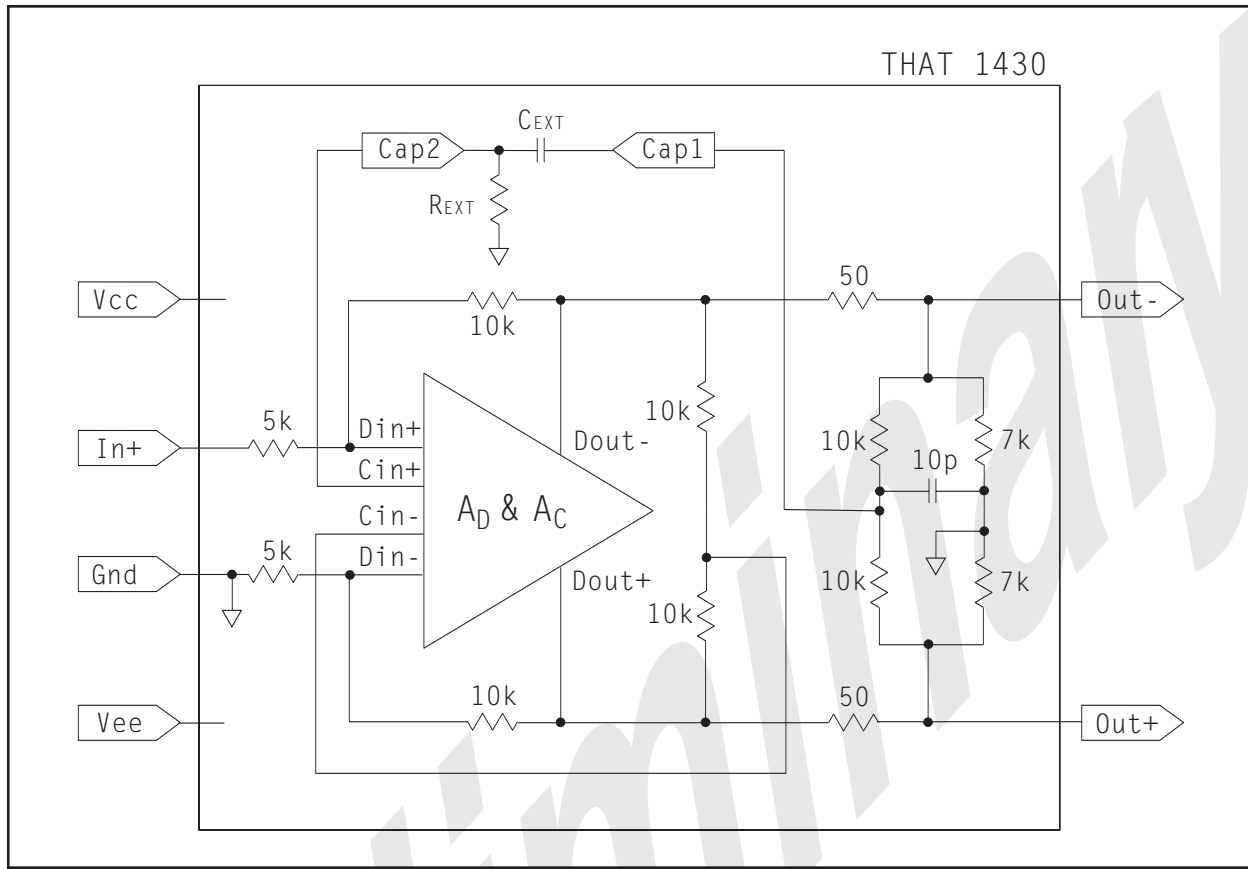 THAT 1430
CEXT
Cap2
Cap1
REXT
50
Vcc
10k
Out-
5k
10k
10k
7k
In+
Din+
Dout-
10p
Cin+
AD & AC
Cin-
5k
Din-
Gnd
Dout+
10k
10k
7k
10k
50
Vee
Out+